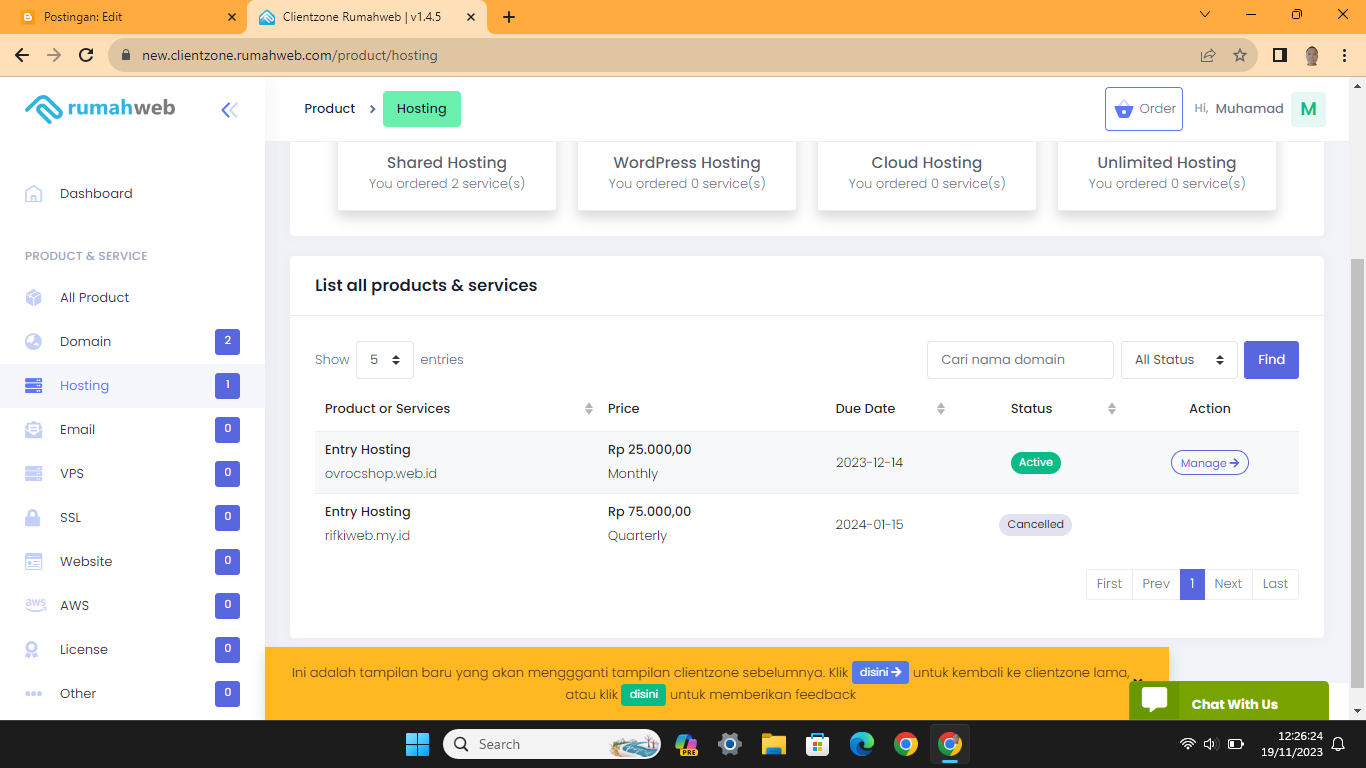 Postingan: Edit
Clientzone Rumahweb | v1.4.5
new.clientzone.rumahweb.com/product/hosting
rumahweb
Product
Hosting
Order
Hi, Muhamad
M
Dashboard
PRODUCT & SERVICE
All Product
Domain 2
Hosting 1
Email 0
VPS 0
SSL 0
Website 0
aws AWS 0
License 0
Other 0
Shared Hosting
You ordered 2 service(s)
WordPress Hosting
You ordered 0 service(s)
Cloud Hosting
You ordered 0 service(s)
Unlimited Hosting
You ordered 0 service(s)
List all products & services
Show 5 entries
Cari nama domain
All Status
Find
Product or Services Price Due Date Status Action
Entry Hosting Rp 25.000,00
ovrocshop.web.id Monthly
2023-12-14 Active Manage
Entry Hosting Rp 75.000,00
rifkiweb.my.id Quarterly
2024-01-15 Cancelled
First Prev 1 Next Last
Ini adalah tampilan baru yang akan menggganti tampilan clientzone sebelumnya. Klik disini untuk kembali ke clientzone lama,
atau klik disini untuk memberikan feedback
Chat With Us
Search
PRE
12:26:24
19/11/2023